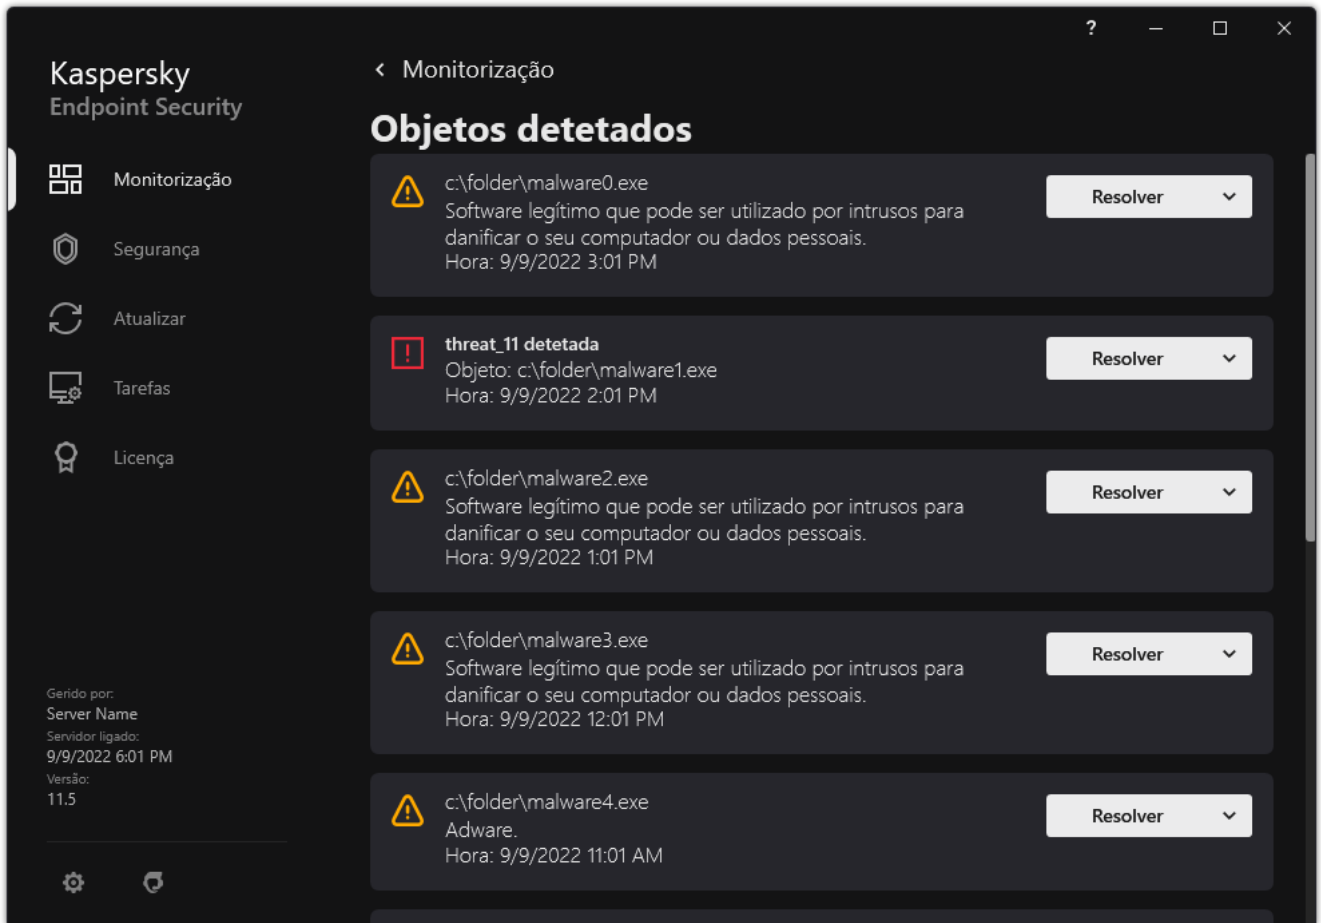 ?
Kaspersky
Endpoint Security
Monitorização
Segurança
Atualizar
Tarefas
Licença
Gerido por:
Server Name
Servidor ligado:
9/9/2022 6:01 PM
Versão:
11.5
Monitorização
Objetos detetados
c:\folder\malware0.exe
Software legítimo que pode ser utilizado por intrusos para
danificar o seu computador ou dados pessoais.
Hora: 9/9/2022 3:01 PM
Resolver
threat_11 detetada
Objeto: c:\folder\malware1.exe
Hora: 9/9/2022 2:01 PM
Resolver
c:\folder\malware2.exe
Software legítimo que pode ser utilizado por intrusos para
danificar o seu computador ou dados pessoais.
Hora: 9/9/2022 1:01 PM
Resolver
c:\folder\malware3.exe
Software legítimo que pode ser utilizado por intrusos para
danificar o seu computador ou dados pessoais.
Hora: 9/9/2022 12:01 PM
Resolver
c:\folder\malware4.exe
Adware.
Hora: 9/9/2022 11:01 AM
Resolver